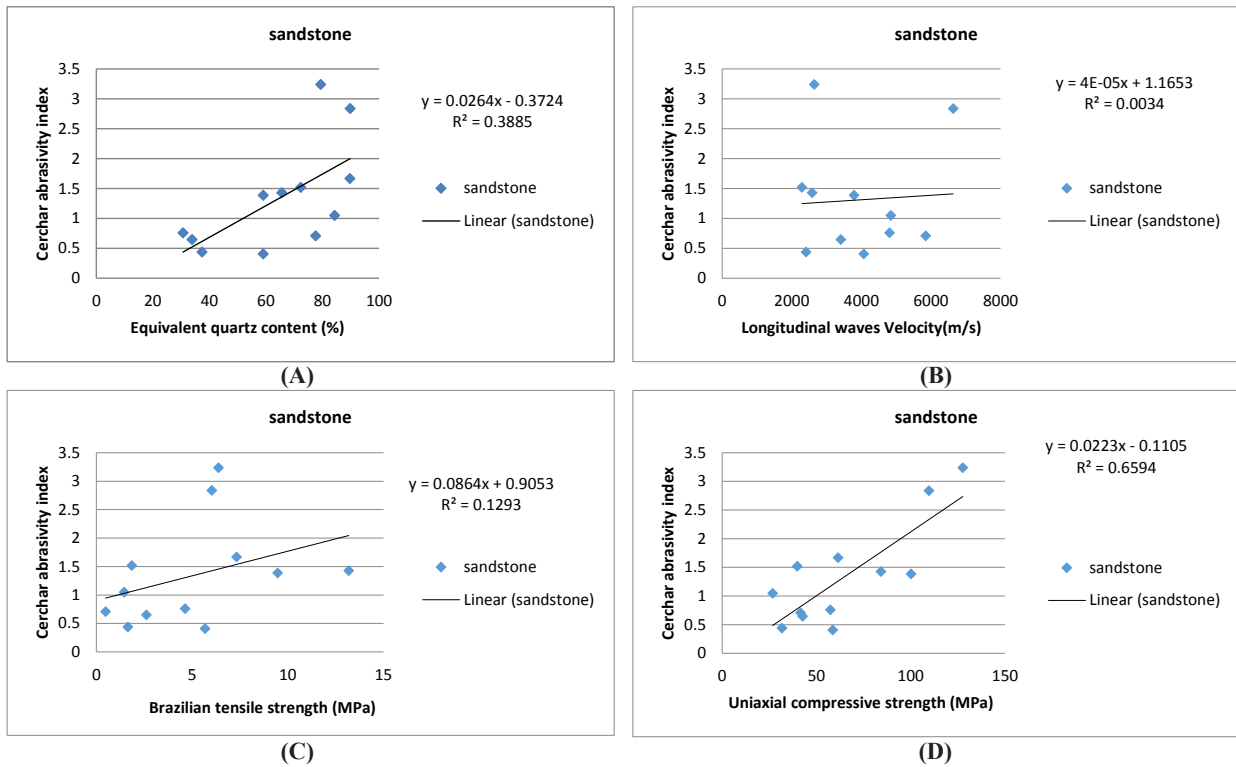 sandstone
3.5
3
2.5
2
1.5
1
0.5
0
0 20 40 60 80 100
Cerchar abrasivity index
Equivalent quartz content (%)
y = 0.0264x - 0.3724
R² = 0.3885
sandstone
Linear (sandstone)
(A)
sandstone
3.5
3
2.5
2
1.5
1
0.5
0
0 2000 4000 6000 8000
Cerchar abrasivity index
Longitudinal waves Velocity(m/s)
y = 4E-05x + 1.1653
R² = 0.0034
sandstone
Linear (sandstone)
(B)
sandstone
3.5
3
2.5
2
1.5
1
0.5
0
0 5 10 15
Cerchar abrasivity index
Brazilian tensile strength (MPa)
y = 0.0864x + 0.9053
R² = 0.1293
sandstone
Linear (sandstone)
(C)
sandstone
3.5
3
2.5
2
1.5
1
0.5
0
0 50 100 150
Cerchar abrasivity index
Uniaxial compressive strength (MPa)
y = 0.0223x - 0.1105
R² = 0.6594
sandstone
Linear (sandstone)
(D)